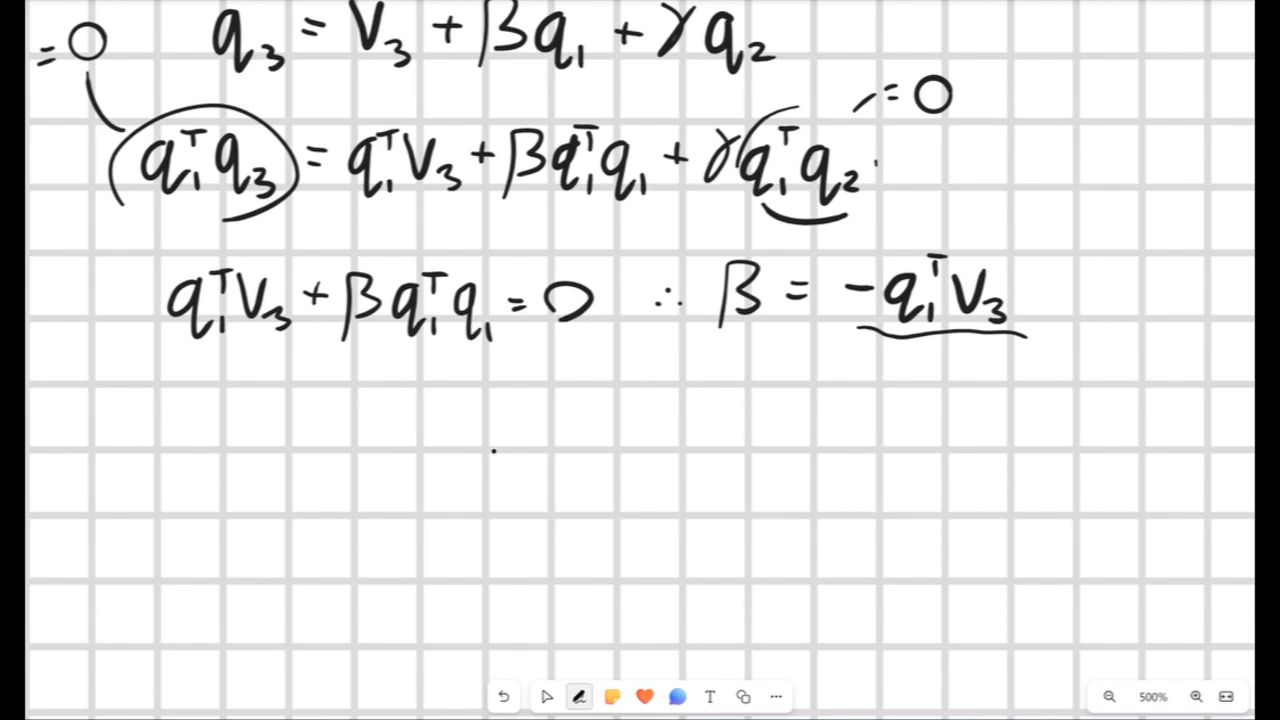 = 0 q₃ = v₃ + βq₁ + γq₂
= 0
q₁ᵀq₃ = q₁ᵀv₃ + βq₁ᵀq₁ + γq₁ᵀq₂
q₁ᵀv₃ + βq₁ᵀq₁ = 0 ∴ β = -q₁ᵀv₃
T
500%